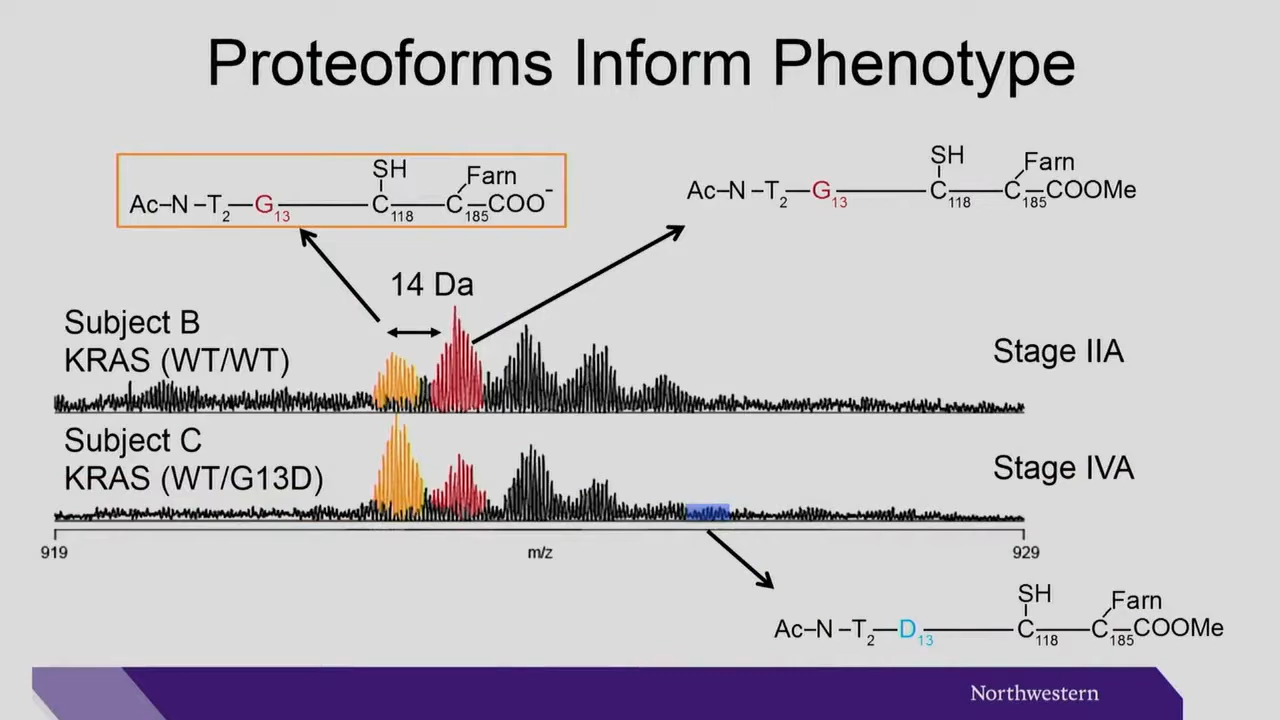 Proteoforms Inform Phenotype
SH
Farn
Ac–N –T2—G13———C118——C185—COO-
SH
Farn
Ac–N –T2—G13———C118——C185—COOMe
14 Da
Subject B
KRAS (WT/WT)
Stage IIA
Subject C
KRAS (WT/G13D)
Stage IVA
919
m/z
929
SH
Farn
Ac–N –T2—D13———C118——C185—COOMe
Northwestern